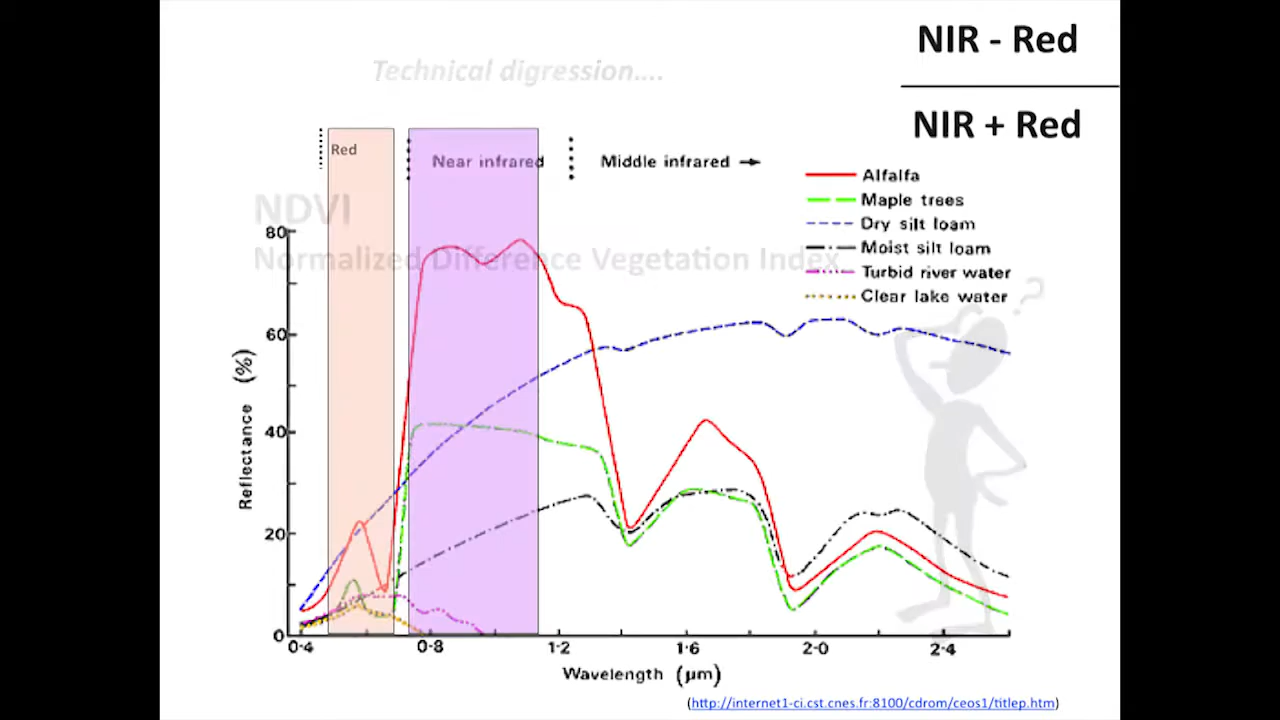 NIR - Red
Technical digression....
NIR + Red
Red
Near infrared
Middle infrared
Alfalfa
Maple trees
Dry silt loam
Moist silt loam
Turbid river water
Clear lake water
NDVI
Normalized Difference Vegetation Index
?
80
60
40
20
0
Reflectance (%)
0·4 0·8 1·2 1·6 2·0 2·4
Wavelength (μm)
(http://internet1-ci.cst.cnes.fr:8100/cdrom/ceos1/titlep.htm)